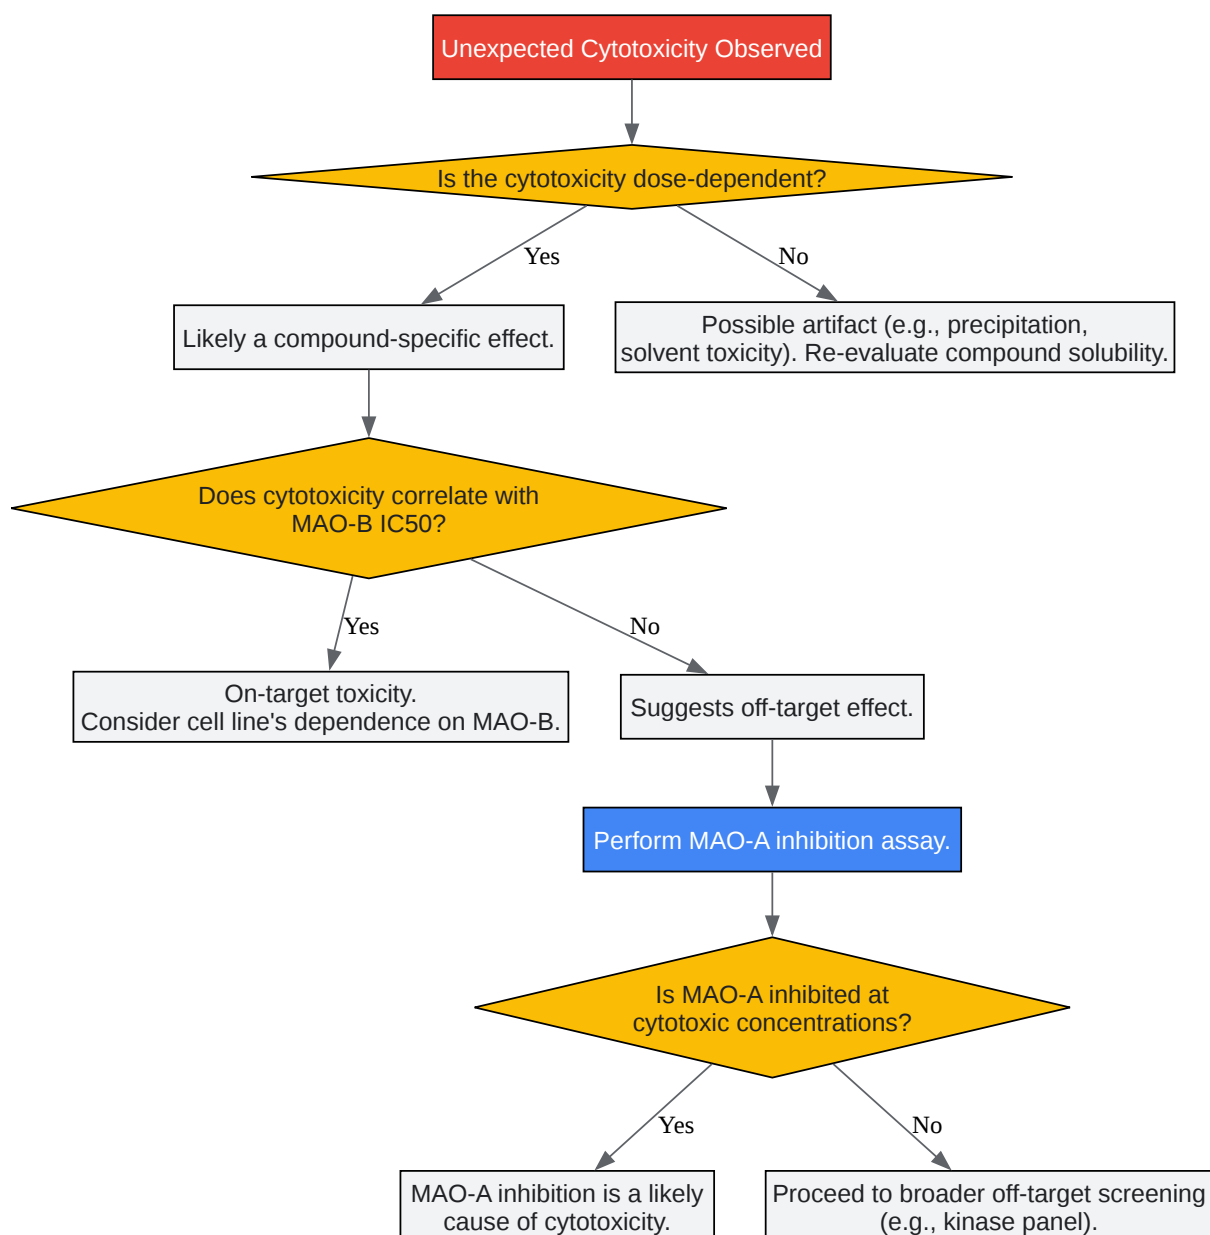 Unexpected Cytotoxicity Observed
Is the cytotoxicity dose-dependent?
Yes
No
Likely a compound-specific effect.
Possible artifact (e.g., precipitation,
solvent toxicity). Re-evaluate compound solubility.
Does cytotoxicity correlate with
MAO-B IC50?
Yes
No
On-target toxicity.
Consider cell line's dependence on MAO-B.
Suggests off-target effect.
Perform MAO-A inhibition assay.
Is MAO-A inhibited at
cytotoxic concentrations?
Yes
No
MAO-A inhibition is a likely
cause of cytotoxicity.
Proceed to broader off-target screening
(e.g., kinase panel).